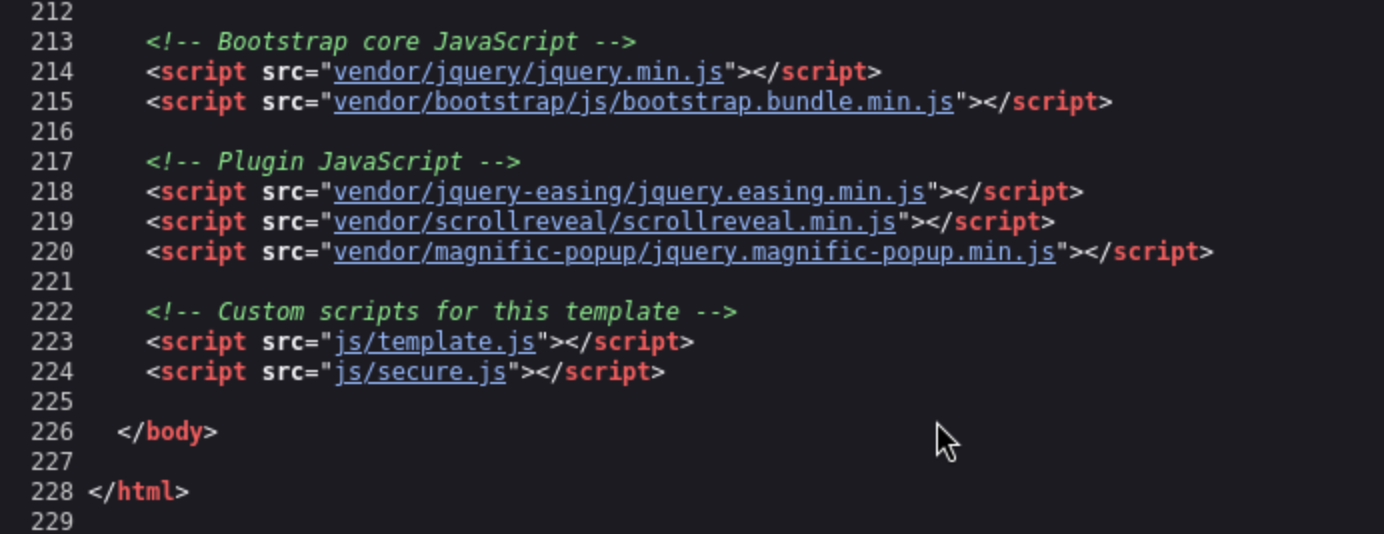 212
213 <!-- Bootstrap core JavaScript -->
214 <script src="vendor/jquery/jquery.min.js"></script>
215 <script src="vendor/bootstrap/js/bootstrap.bundle.min.js"></script>
216
217 <!-- Plugin JavaScript -->
218 <script src="vendor/jquery-easing/jquery.easing.min.js"></script>
219 <script src="vendor/scrollreveal/scrollreveal.min.js"></script>
220 <script src="vendor/magnific-popup/jquery.magnific-popup.min.js"></script>
221
222 <!-- Custom scripts for this template -->
223 <script src="js/template.js"></script>
224 <script src="js/secure.js"></script>
225
226 </body>
227
228 </html>
229